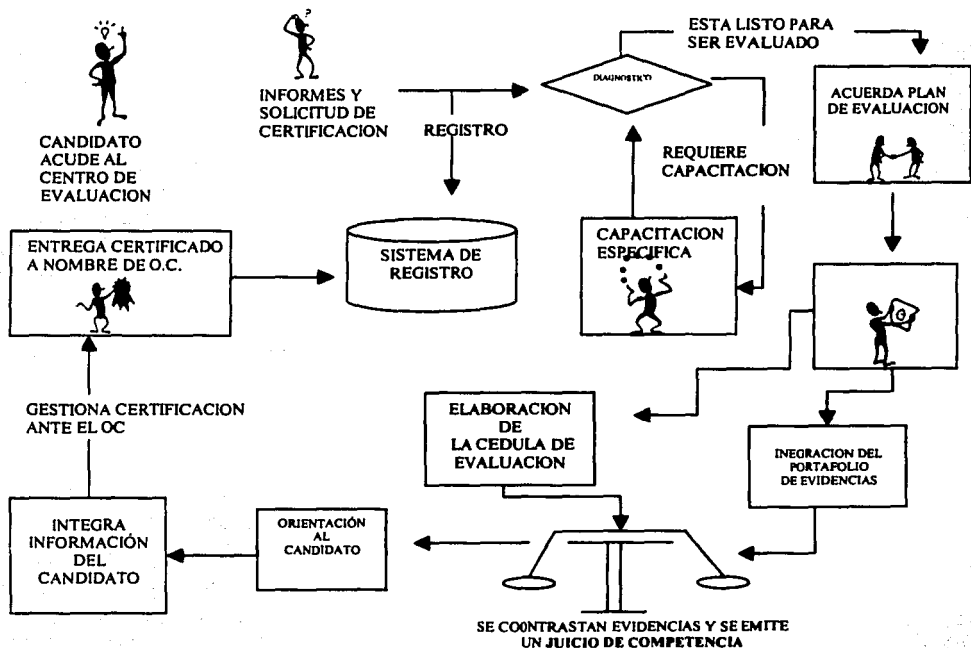 CANDIDATO
ACUDE AL
CENTRO DE
EVALUACION
INFORMES Y
SOLICITUD DE
CERTIFICACION
REGISTRO
DIAGNOSTICO
ESTA LISTO PARA
SER EVALUADO
ACUERDA PLAN
DE EVALUACION
REQUIERE
CAPACITACION
CAPACITACION
ESPECIFICA
SISTEMA DE
REGISTRO
ENTREGA CERTIFICADO
A NOMBRE DE O.C.
GESTIONA CERTIFICACION
ANTE EL OC
ELABORACION
DE
LA CEDULA DE
EVALUACION
INEGRACION DEL
PORTAFOLIO
DE EVIDENCIAS
SE COONTRASTAN EVIDENCIAS Y SE EMITE
UN JUICIO DE COMPETENCIA
ORIENTACIÓN
AL
CANDIDATO
INTEGRA
INFORMACIÓN
DEL
CANDIDATO